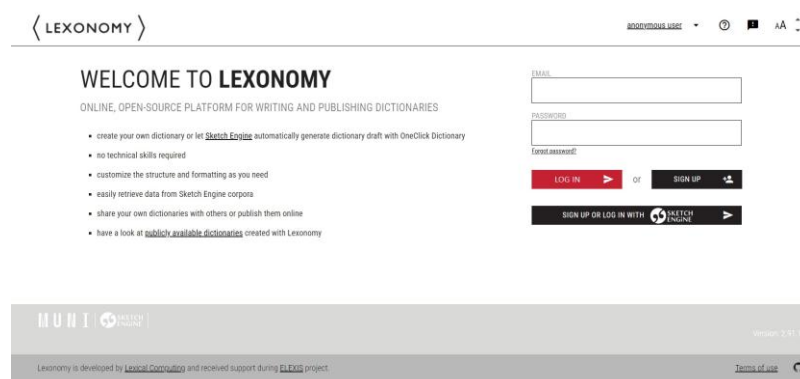 ⟨ LEXONOMY ⟩
anonymous user
AA
WELCOME TO LEXONOMY
ONLINE, OPEN-SOURCE PLATFORM FOR WRITING AND PUBLISHING DICTIONARIES
• create your own dictionary or let Sketch Engine automatically generate dictionary draft with OneClick Dictionary
• no technical skills required
• customize the structure and formatting as you need
• easily retrieve data from Sketch Engine corpora
• share your own dictionaries with others or publish them online
• have a look at publicly available dictionaries created with Lexonomy
EMAIL
PASSWORD
Forgot password?
LOG IN
or
SIGN UP
SIGN UP OR LOG IN WITH SKETCH ENGINE
MUNI SKETCH ENGINE
Version: 2.91.
Lexonomy is developed by Lexical Computing and received support during ELEXIS project.
Terms of use